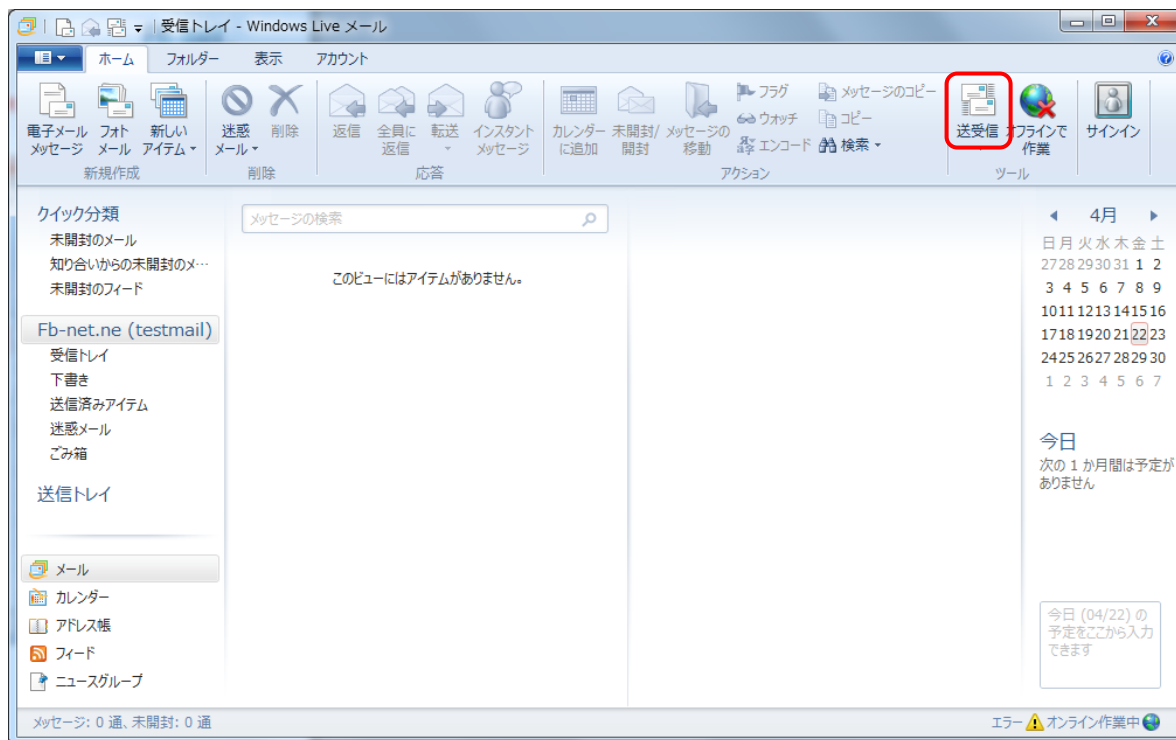 受信トレイ - Windows Live メール
ホーム フォルダー 表示 アカウント
電子メール メッセージ
フォト メール
新しい アイテム
新規作成
迷惑 メール
削除
削除
返信
全員に 返信
転送
インスタント メッセージ
応答
カレンダー に追加
未開封/ 開封
メッセージの 移動
フラグ
ウォッチ
エンコード
メッセージのコピー
コピー
検索
アクション
送受信
オフラインで 作業
ツール
サインイン
クイック分類
未開封のメール
知り合いからの未開封のメ…
未開封のフィード
Fb-net.ne (testmail)
受信トレイ
下書き
送信済みアイテム
迷惑メール
ごみ箱
送信トレイ
メール
カレンダー
アドレス帳
フィード
ニュースグループ
メッセージの検索
このビューにはアイテムがありません。
4月
日 月 火 水 木 金 土
27 28 29 30 31 1 2
3 4 5 6 7 8 9
10 11 12 13 14 15 16
17 18 19 20 21 22 23
24 25 26 27 28 29 30
1 2 3 4 5 6 7
今日
次の 1 か月間は予定が
ありません
今日 (04/22) の
予定をここから入力
できます
メッセージ: 0 通、未開封: 0 通
エラー オンライン作業中